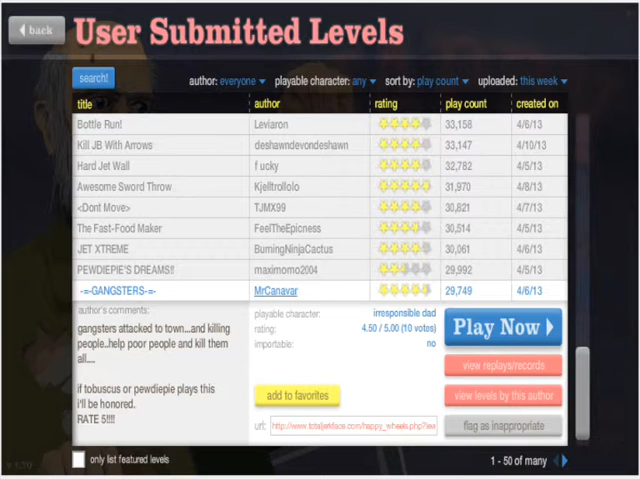 back
User Submitted Levels
search!
author: everyone playable character: any sort by: play count uploaded: this week
title author rating play count created on
Bottle Run! Leviaron 33,158 4/6/13
Kill JB With Arrows deshawndevondeshawn 33,147 4/10/13
Hard Jet Wall f ucky 32,782 4/5/13
Awesome Sword Throw Kjelltrollolo 31,970 4/8/13
<Dont Move> TJMX99 30,821 4/7/13
The Fast-Food Maker FeelTheEpicness 30,514 4/5/13
JET XTREME BurningNinjaCactus 30,061 4/6/13
PEWDIEPIE'S DREAMS!! maximomo2004 29,992 4/5/13
-=-GANGSTERS-=- MrCanavar 29,749 4/6/13
author's comments:
gangsters attacked to town...and killing
people..help poor people and kill them
all....
if tobuscus or pewdiepie plays this
i'll be honored.
RATE 5!!!!
playable character: irresponsible dad
rating: 4.50 / 5.00 (10 votes)
importable: no
add to favorites
url: http://www.totaljerkface.com/happy_wheels.php?lev
Play Now
view replays/records
view levels by this author
flag as inappropriate
only list featured levels
1 - 50 of many